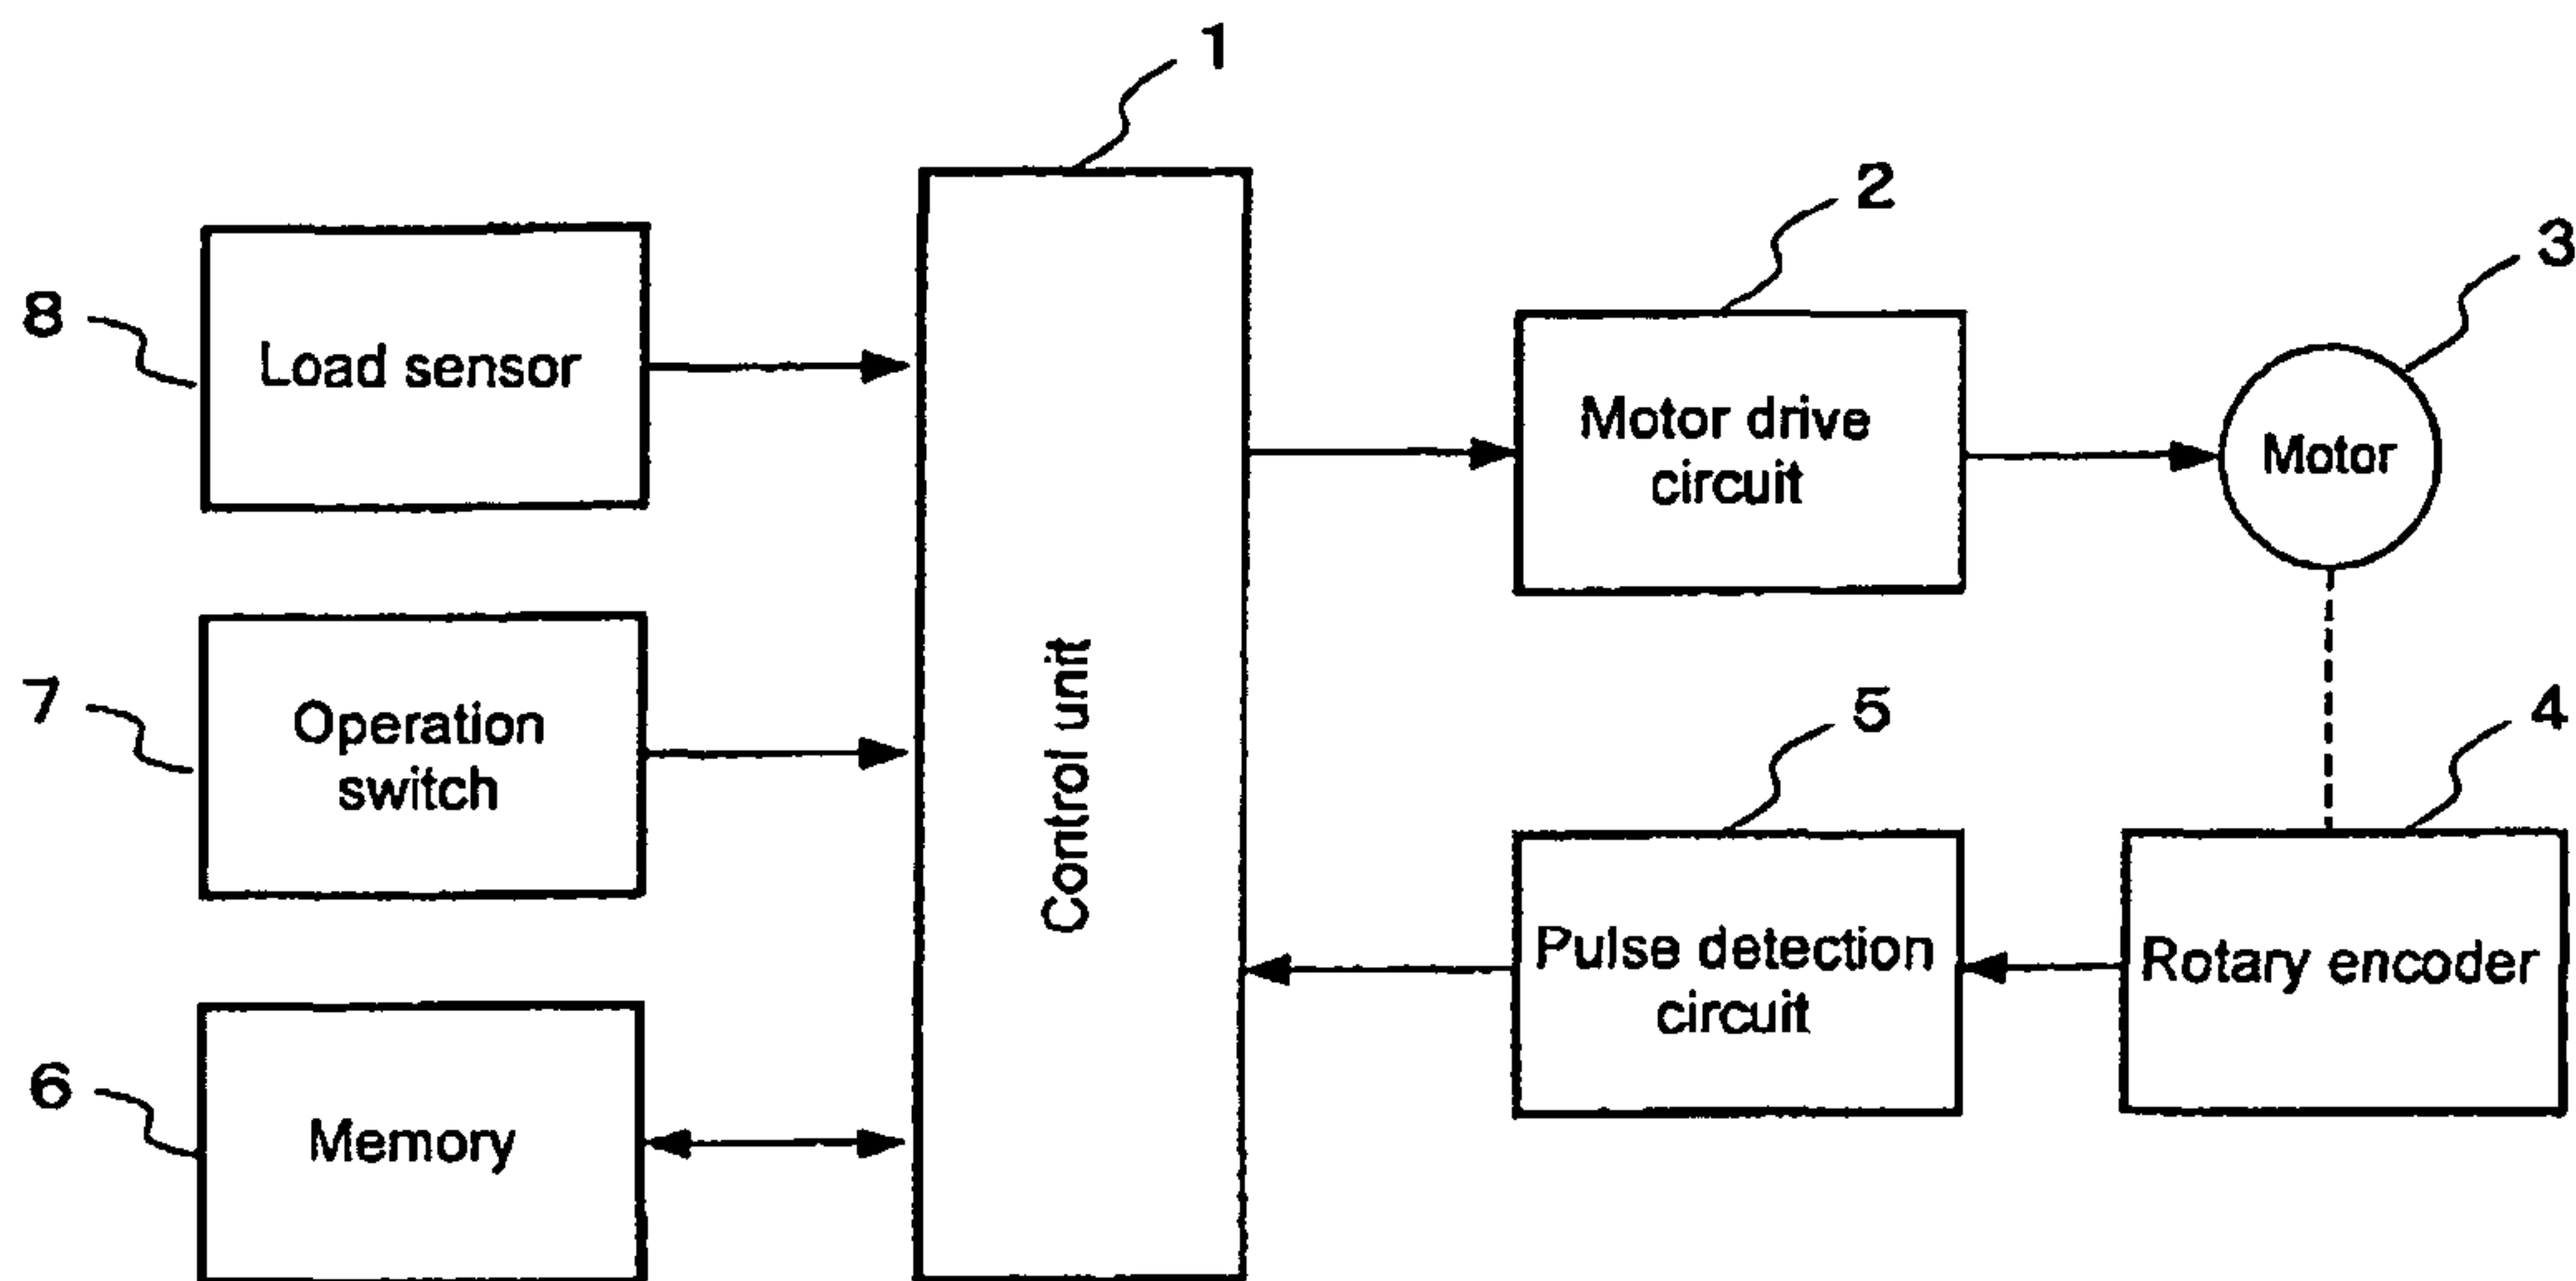 1
2
3
8
Load sensor
Motor drive
circuit
Motor
7
Operation
switch
Control unit
5
4
Pulse detection
circuit
Rotary encoder
6
Memory